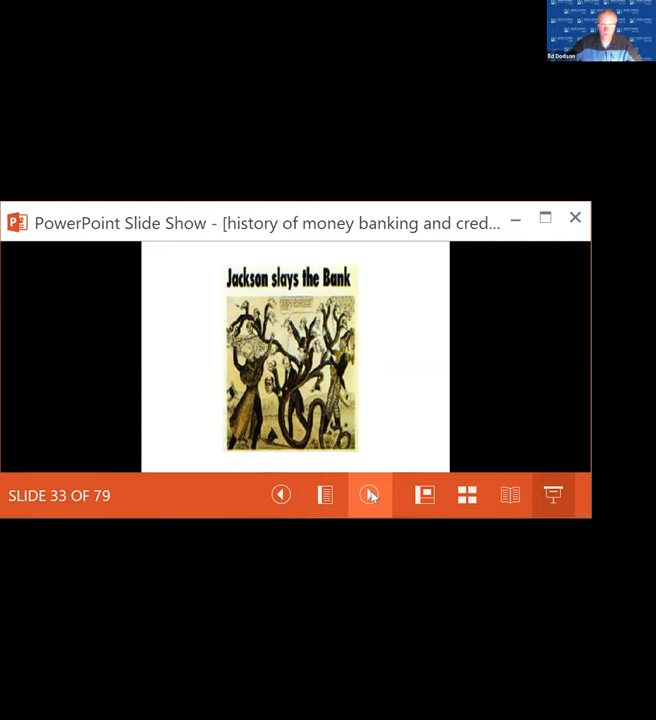 Ed Dodson
PowerPoint Slide Show - [history of money banking and cred...
Jackson slays the Bank
SLIDE 33 OF 79